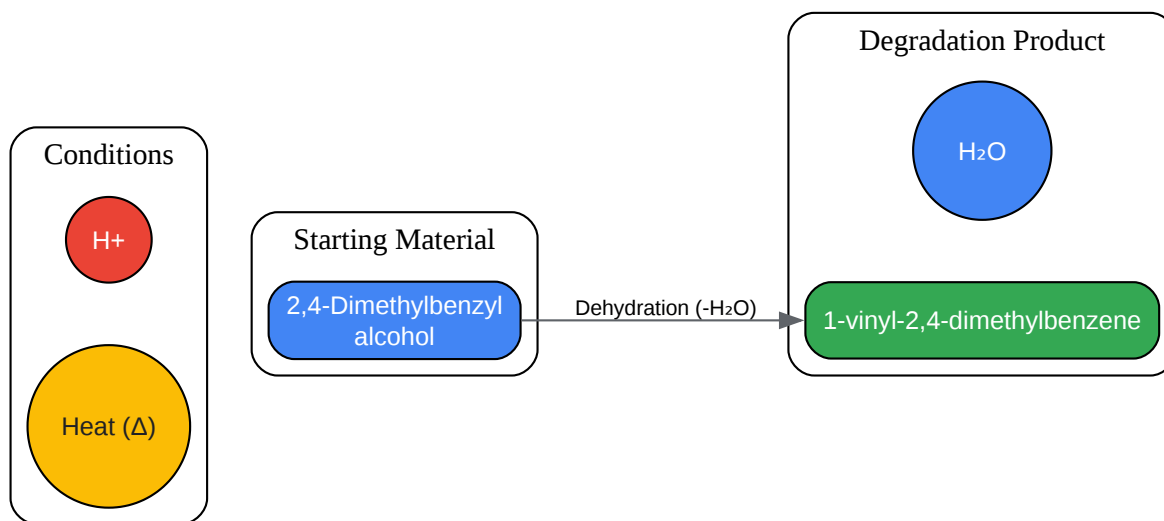 Conditions
H+
Heat (Δ)
Starting Material
2,4-Dimethylbenzyl
alcohol
Dehydration (-H₂O)
Degradation Product
H₂O
1-vinyl-2,4-dimethylbenzene